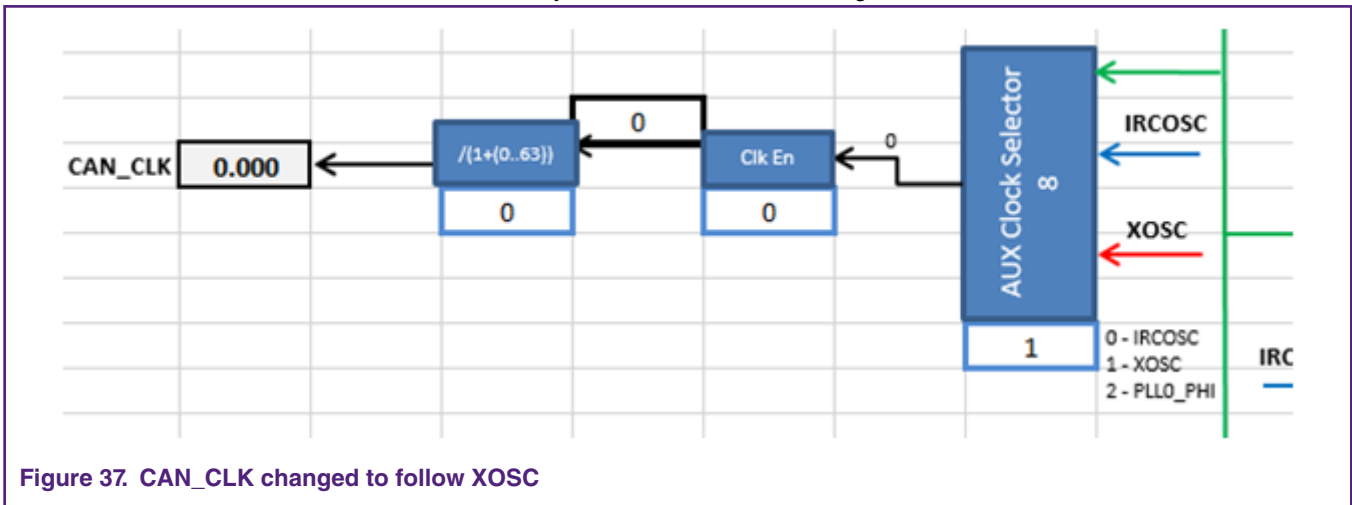 IRCOSC
XOSC
AUX Clock Selector
8
0
0
CAN_CLK
0.000
/(1+(0..63))
Clk En
0
0
1
0 - IRCOSC
1 - XOSC
2 - PLL0_PHI
IRC
Figure 37. CAN_CLK changed to follow XOSC